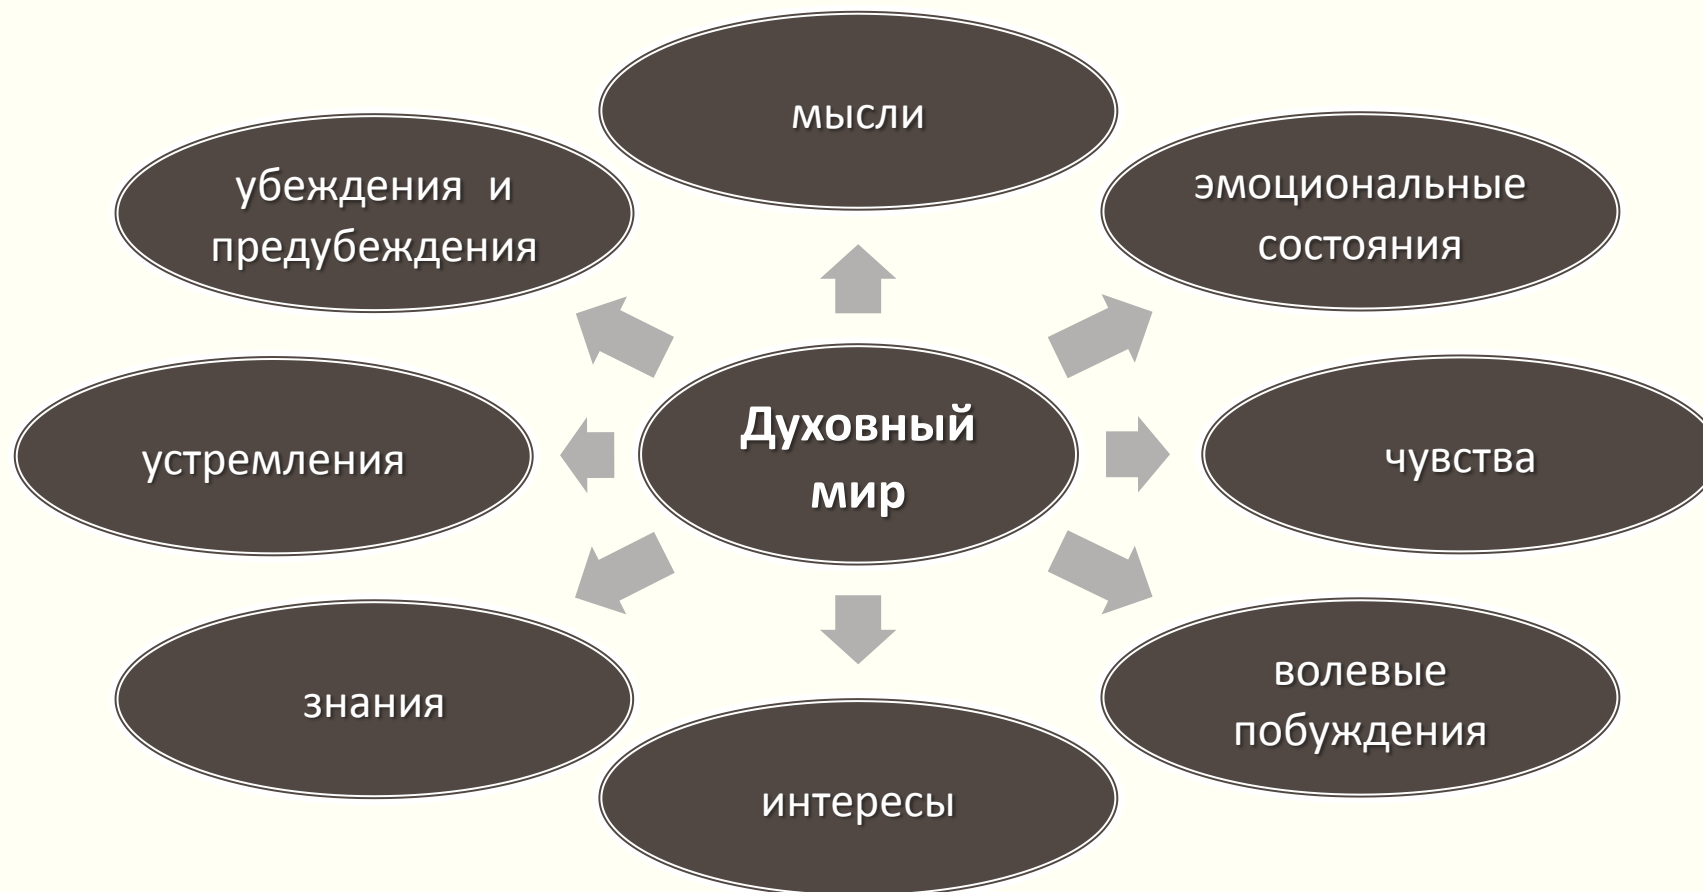 мысли
убеждения и
предубеждения
эмоциональные
состояния
устремления
Духовный
мир
чувства
знания
волевые
побуждения
интересы